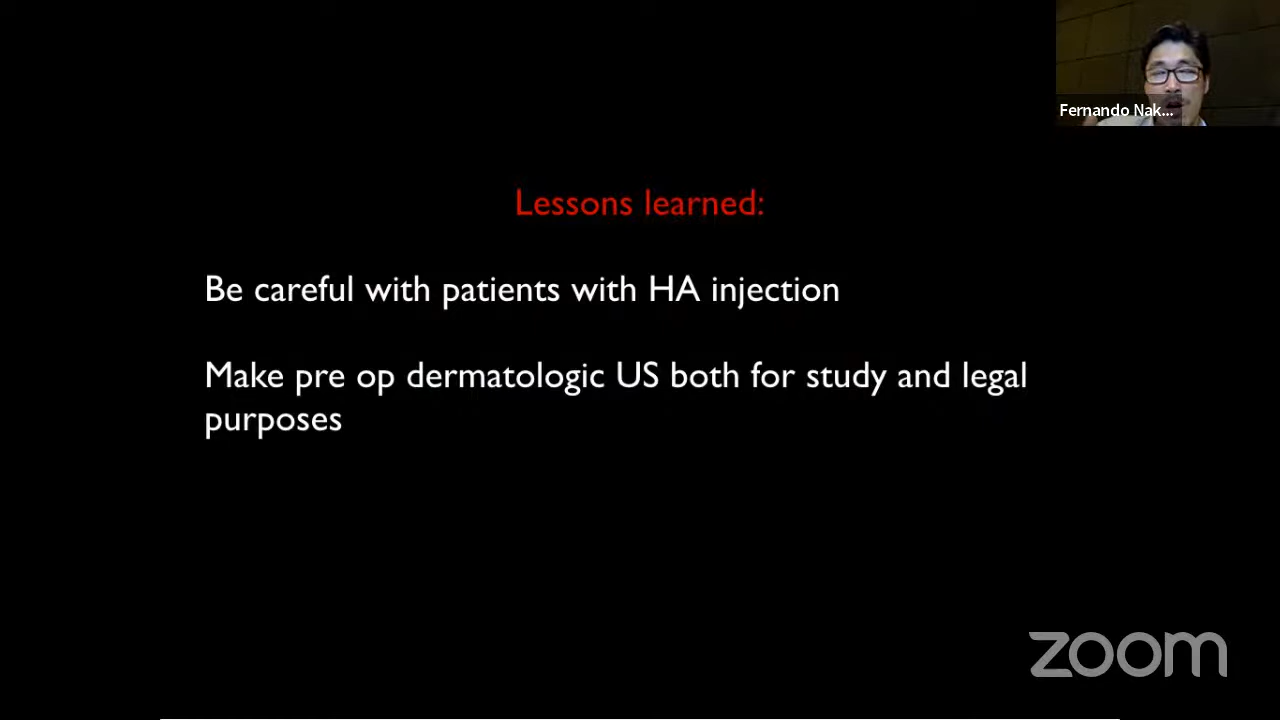 Fernando Nak...
Lessons learned:
Be careful with patients with HA injection
Make pre op dermatologic US both for study and legal
purposes
zoom